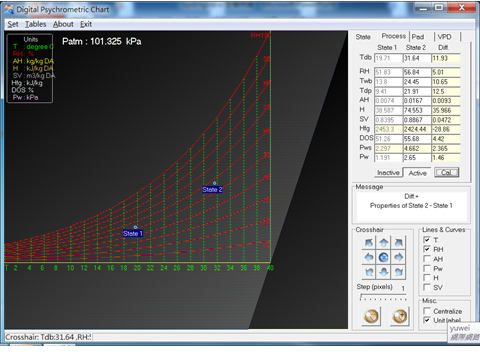 Digital Psychrometric Chart
Set Tables About Exit
Units
T degree C
RH %
AH kg/kg DA
H kJ/kg DA
SV m3/kg DA
Hfg kJ/kg
DOS %
Pw kPa
Patm : 101.325 kPa
State 1
State 2
T 2 4 6 8 10 12 14 16 18 20 22 24 26 28 30 32 34 36 38 40
State Process Pad VPD
State 1 State 2 Diff.
Tdb 19.71 31.64 11.93
RH 51.83 56.84 5.01
Twb 13.8 24.45 10.65
Tdp 9.41 21.91 12.5
AH 0.0074 0.0167 0.0093
H 38.587 74.553 35.966
SV 0.8395 0.8867 0.0472
Hfg 2453.3 2424.44 -28.86
DOS 51.26 55.68 4.42
Pws 2.297 4.662 2.365
Pw 1.191 2.65 1.46
Inactive Active Cal.
Message
Diff.=
Properties of State 2 - State 1
Crosshair
Step (pixels) 1
Lines & Curves
T
RH
AH
Pw
H
SV
Misc.
Centralize
Unit label
yuwei
Crosshair: Tdb:31.64 ,RH: